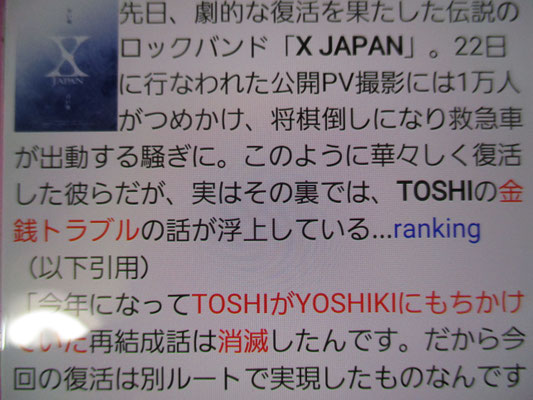 X
JAPAN
先日、劇的な復活を果たした伝説の
ロックバンド「X JAPAN」。22日
に行なわれた公開PV撮影には1万人
がつめかけ、将棋倒しになり救急車
が出動する騒ぎに。このように華々しく復活
した彼らだが、実はその裏では、TOSHIの金
銭トラブルの話が浮上している...ranking
（以下引用）
「今年になってTOSHIがYOSHIKIにもちかけ
ていた再結成話は消滅したんです。だから今
回の復活は別ルートで実現したものなんです